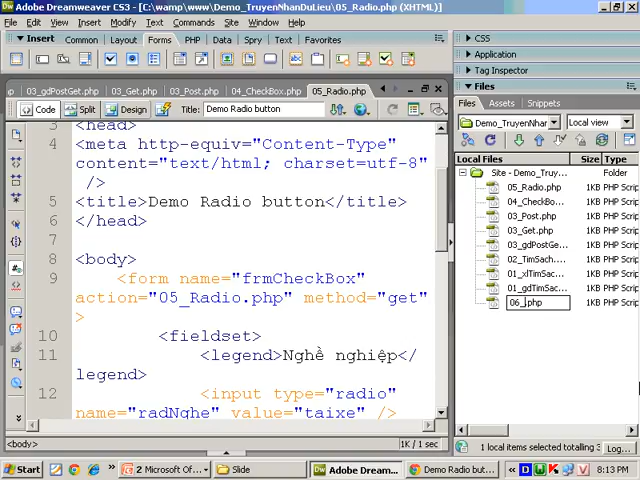 Adobe Dreamweaver CS3 - [C:\wamp\www\Demo_TruyenNhanDuLieu\05_Radio.php (XHTML)]
File Edit View Insert Modify Text Commands Site Window Help
Insert Common Layout Forms PHP Data Spry Text Favorites
CSS
Application
Tag Inspector
Files
p 03_gdPostGet.php 03_Get.php 03_Post.php 04_CheckBox.php 05_Radio.php
Code Split Design Title: Demo Radio button
Files Assets Snippets
Demo_TruyenNhar Local view
Local Files Size Type
Site - Demo_Truy... Folder
05_Radio.php 1KB PHP Scrip
04_CheckBo... 1KB PHP Scrip
03_Post.php 1KB PHP Scrip
03_Get.php 1KB PHP Scrip
03_gdPostGe... 1KB PHP Scrip
02_TimSach.... 1KB PHP Scrip
01_xlTimSac... 1KB PHP Scrip
01_gdTimSac... 1KB PHP Scrip
06_.php 1KB PHP Scrip
3 <head>
4 <meta http-equiv="Content-Type"
content="text/html; charset=utf-8"
/>
5 <title>Demo Radio button</title>
6 </head>
7
8 <body>
9 <form name="frmCheckBox"
action="05_Radio.php" method="get"
>
10 <fieldset>
11 <legend>Nghề nghiệp</
legend>
12 <input type="radio"
name="radNghe" value="taixe" />
<body> 1K / 1 sec
1 local items selected totalling 3 Log...
Start 2 Microsoft Of... Slide Adobe Dream... Demo Radio but... 8:13 PM